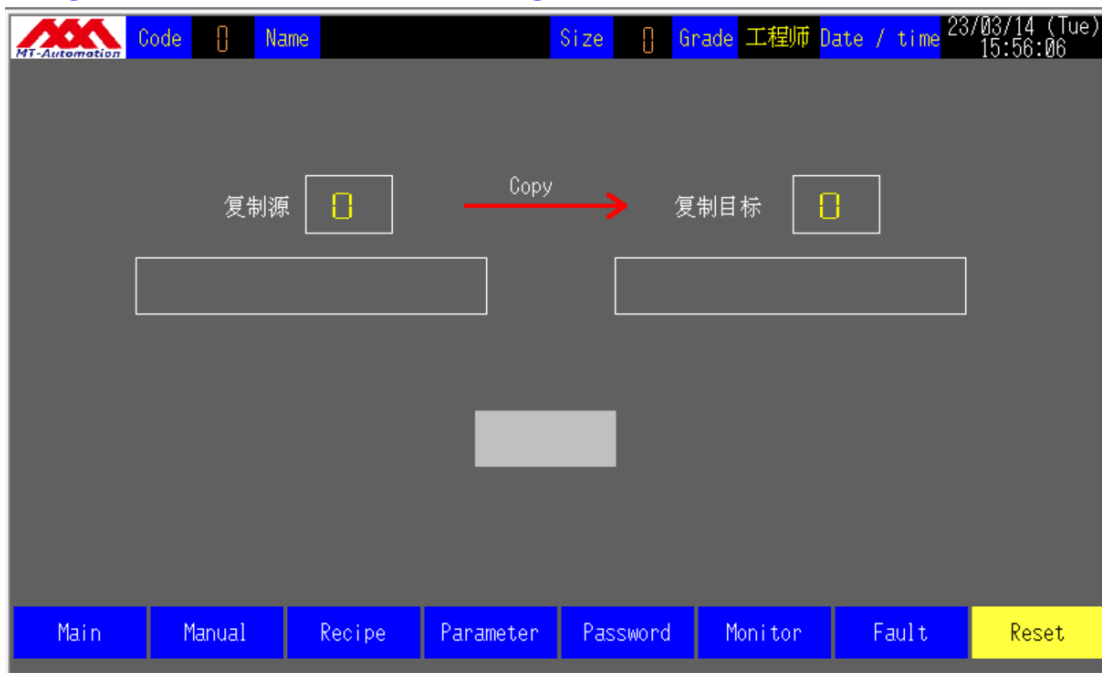 MT-Automation Code 0 Name Size 0 Grade 工程师 Date / time 23/03/14 (Tue)
15:56:06
Copy
复制源 0 复制目标 0
Main Manual Recipe Parameter Password Monitor Fault Reset